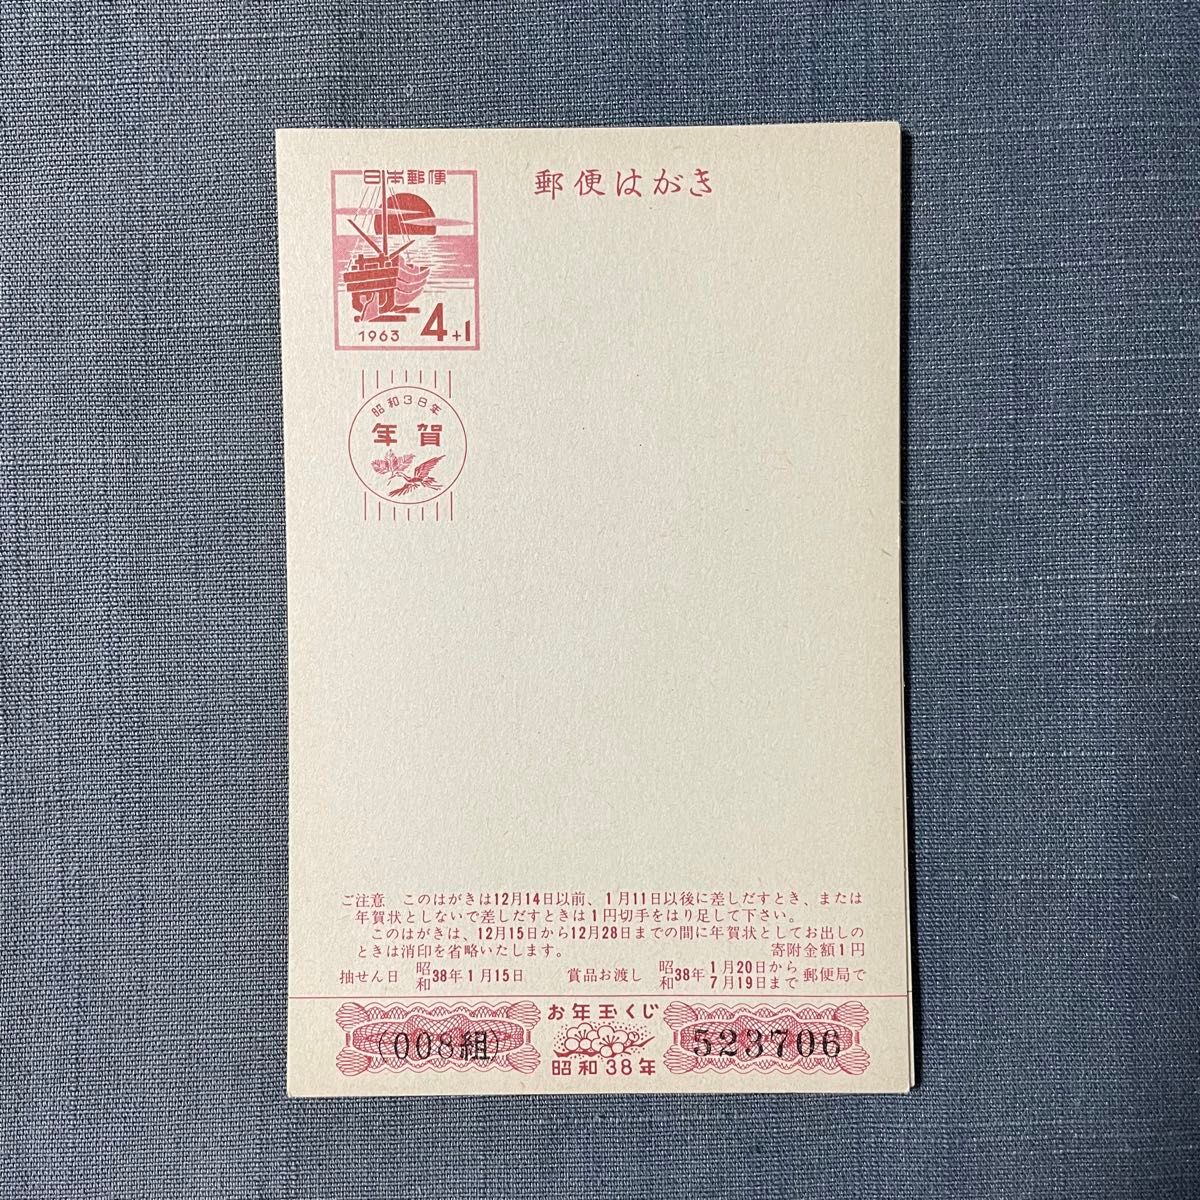 日本郵便
郵便はがき
1963 4+1
昭和38年
年賀
ご注意 このはがきは12月14日以前、1月11日以後に差しだすとき、または
年賀状としないで差しだすときは1円切手をはり足して下さい。
このはがきは、12月15日から12月28日までの間に年賀状としてお出しの
ときは消印を省略いたします。 寄附金額1円
抽せん日 昭和38年1月15日 賞品お渡し 昭和38年1月20日から7月19日まで郵便局で
お年玉くじ
(008組) 523706
昭和38年